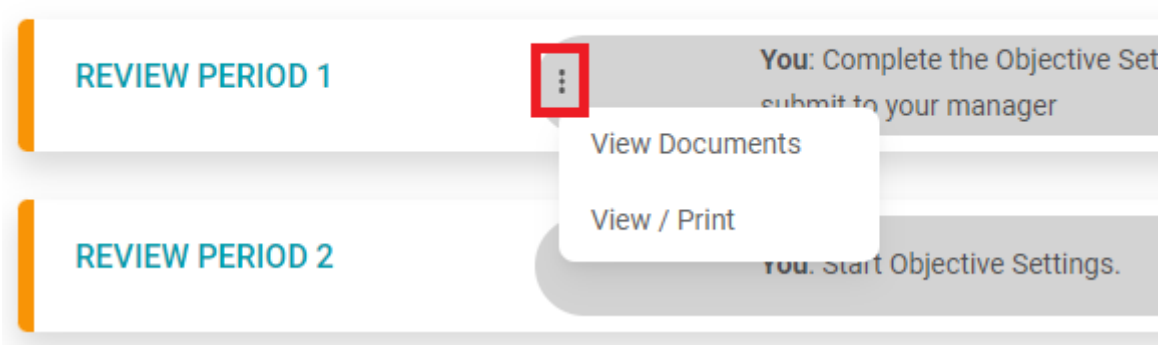 REVIEW PERIOD 1
You: Complete the Objective Set
submit to your manager
View Documents
View / Print
REVIEW PERIOD 2
You: Start Objective Settings.